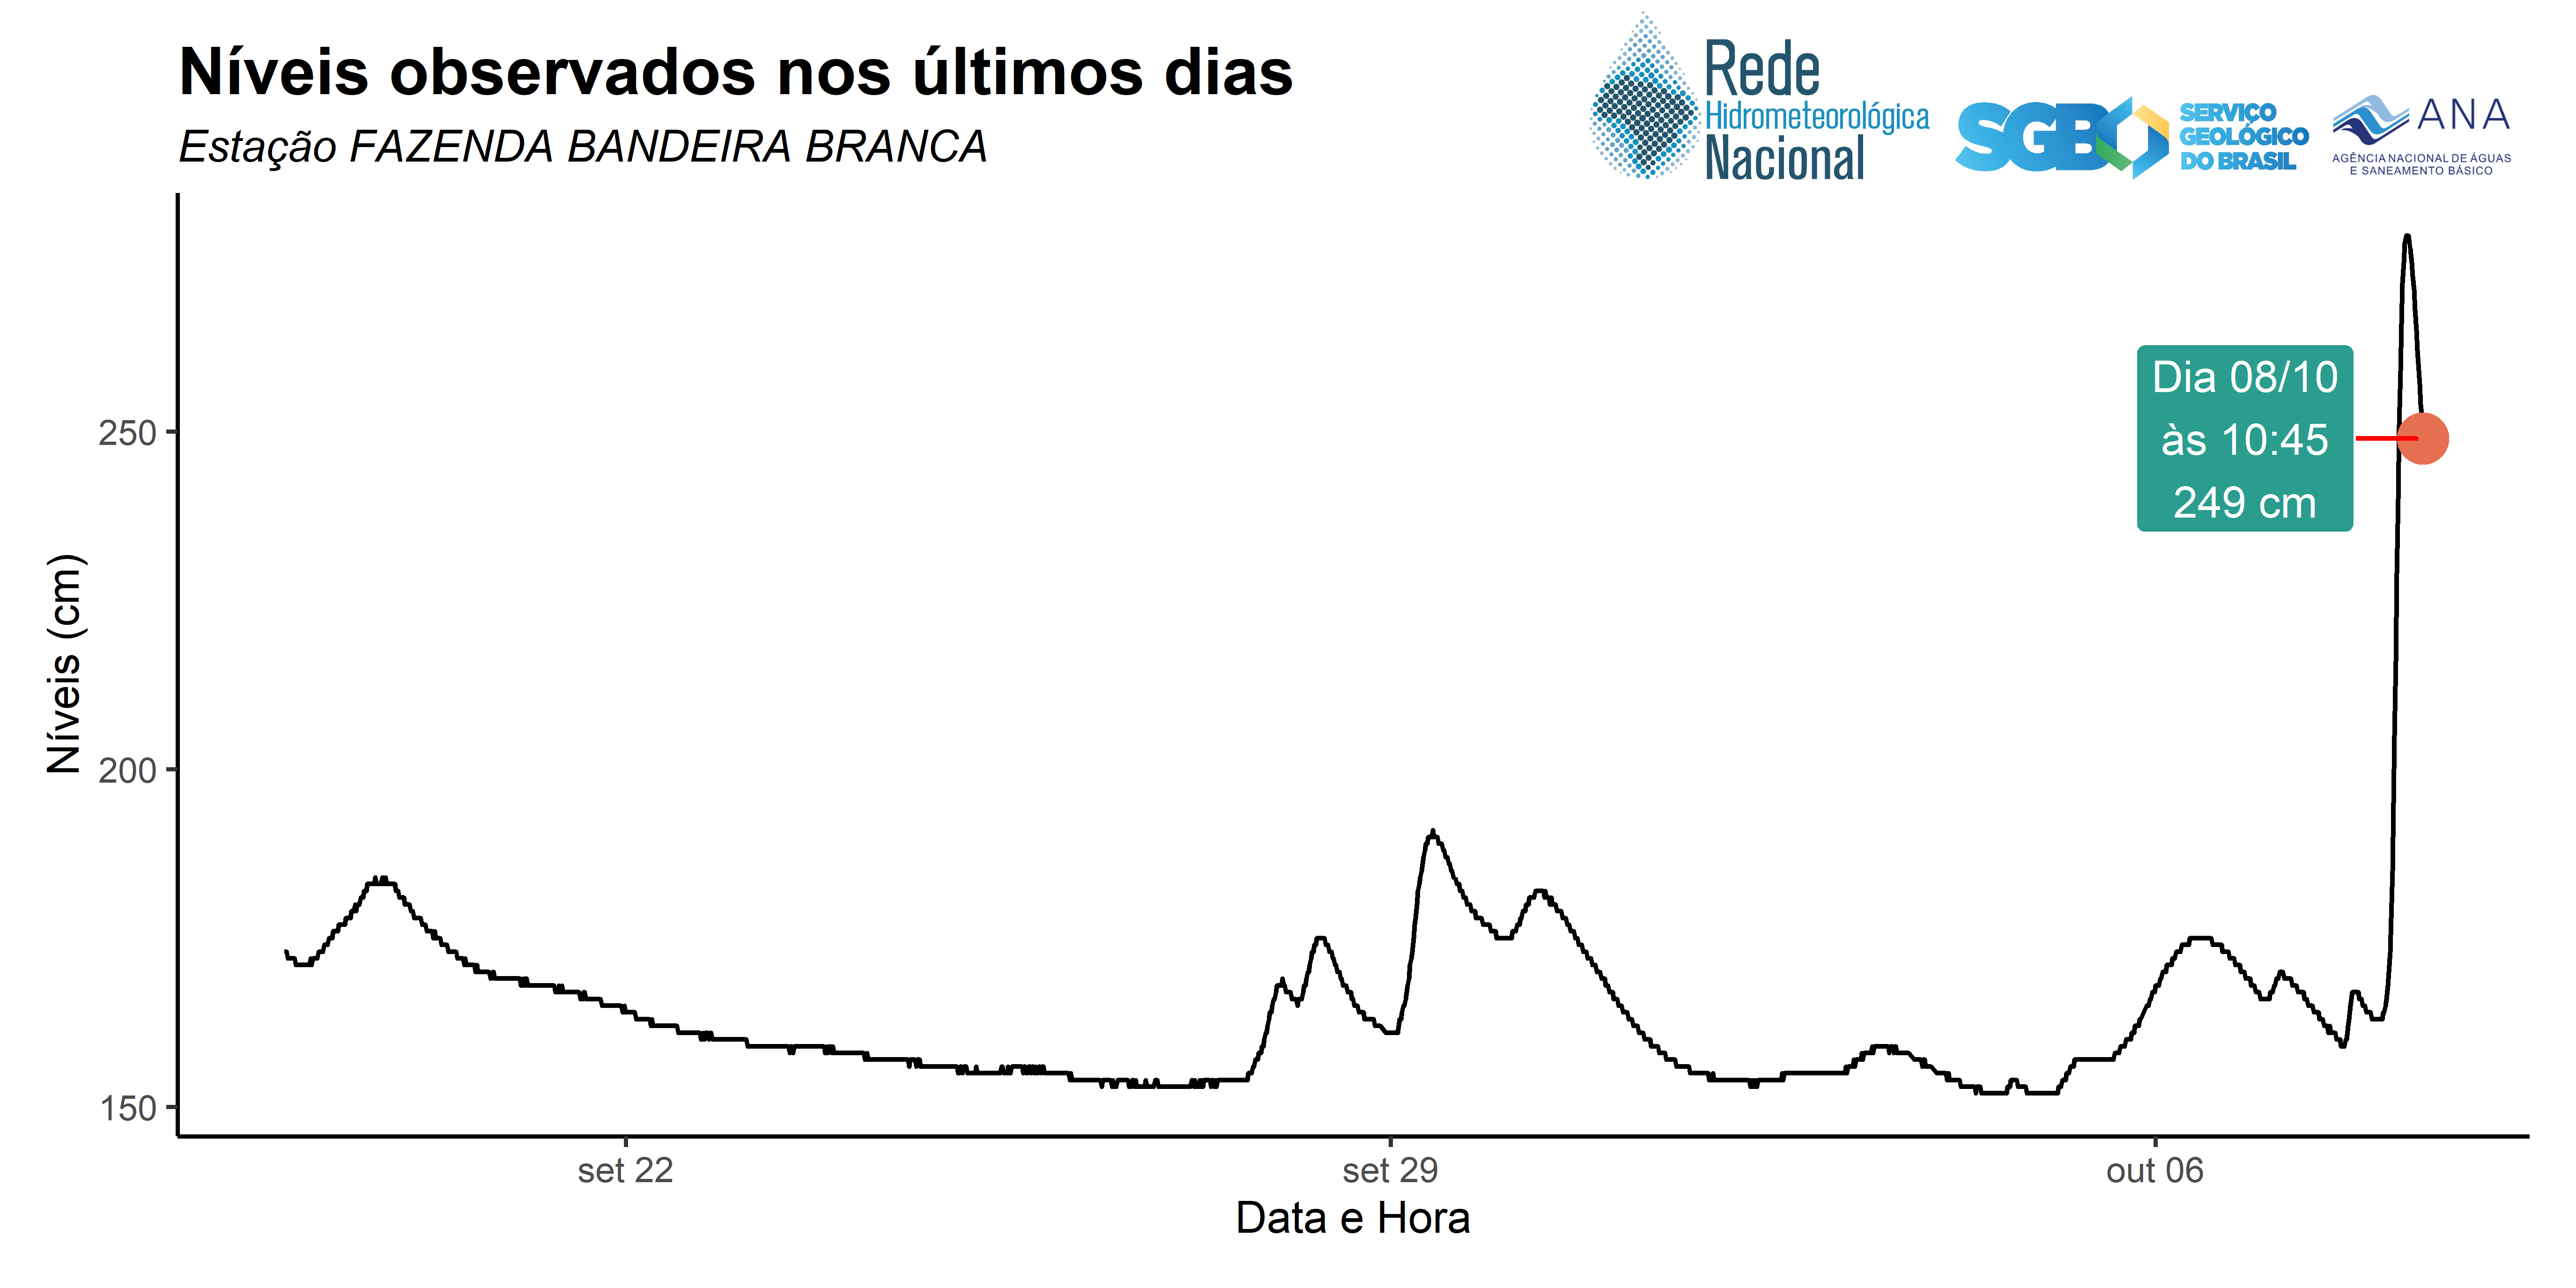 Níveis observados nos últimos dias
Estação FAZENDA BANDEIRA BRANCA
Rede
Hidrometeorológica
Nacional
SGB
SERVIÇO
GEOLÓGICO
DO BRASIL
ANA
AGÊNCIA NACIONAL DE ÁGUAS
E SANEAMENTO BÁSICO
Níveis (cm)
250
200
150
Dia 08/10
às 10:45
249 cm
set 22
set 29
out 06
Data e Hora